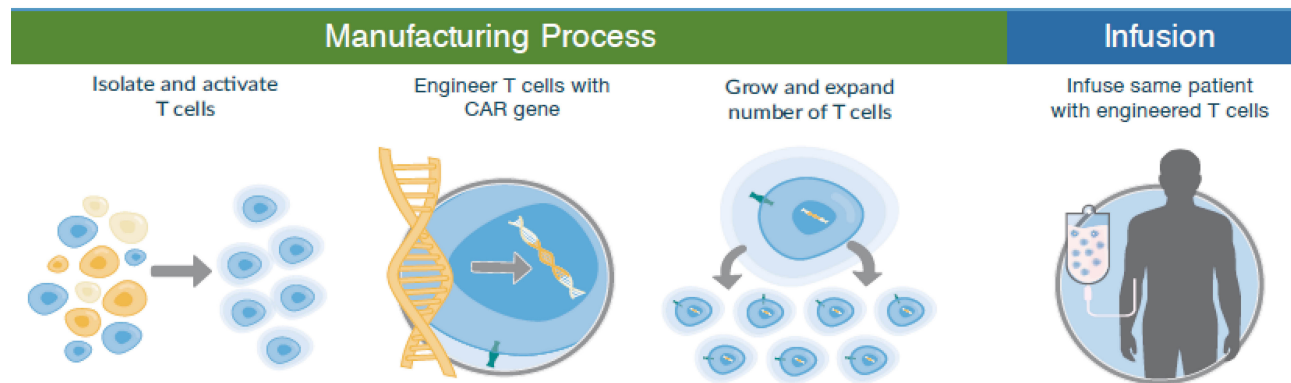 Manufacturing Process
Infusion
Isolate and activate
T cells
Engineer T cells with
CAR gene
Grow and expand
number of T cells
Infuse same patient
with engineered T cells